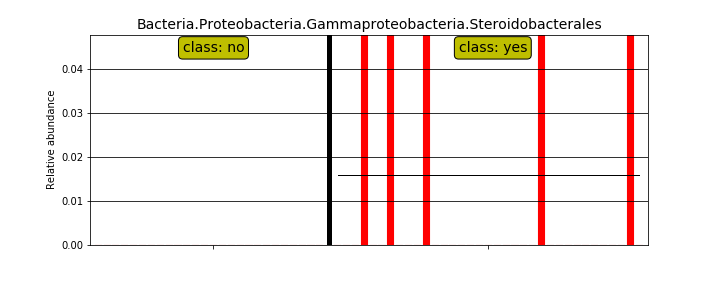 Bacteria.Proteobacteria.Gammaproteobacteria.Steroidobacterales
class: no
class: yes
0.04
0.03
0.02
0.01
0.00
Relative abundance